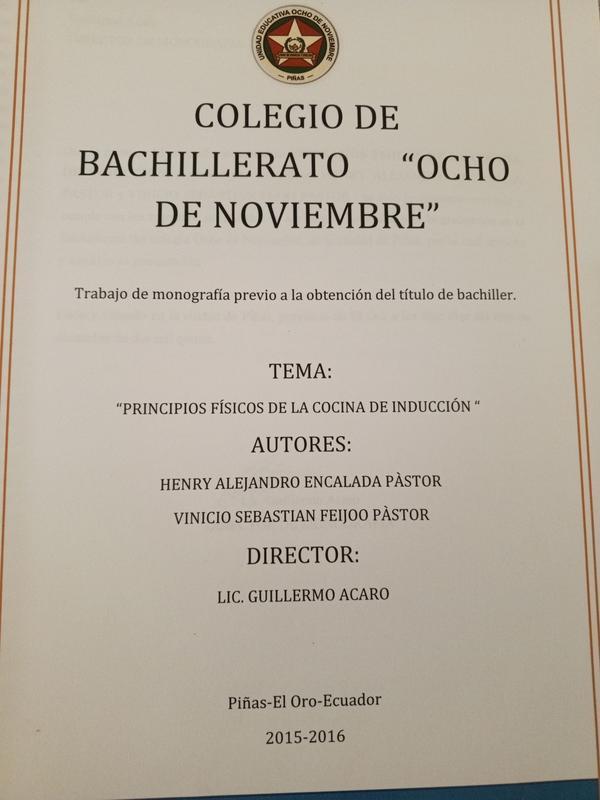 UNIDAD EDUCATIVA OCHO DE NOVIEMBRE
— PIÑAS —
COLEGIO DE
BACHILLERATO “OCHO
DE NOVIEMBRE”
Trabajo de monografía previo a la obtención del título de bachiller.
TEMA:
“PRINCIPIOS FÍSICOS DE LA COCINA DE INDUCCIÓN “
AUTORES:
HENRY ALEJANDRO ENCALADA PÀSTOR
VINICIO SEBASTIAN FEIJOO PÀSTOR
DIRECTOR:
LIC. GUILLERMO ACARO
Piñas-El Oro-Ecuador
2015-2016